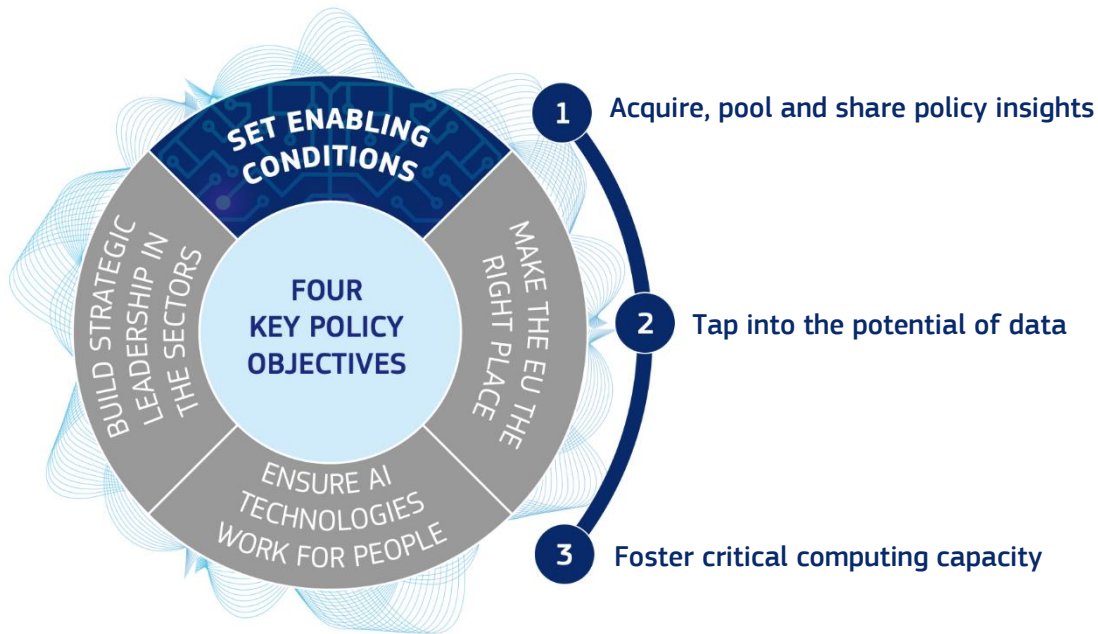 SET ENABLING
CONDITIONS
MAKE THE EU THE
RIGHT PLACE
ENSURE AI
TECHNOLOGIES
WORK FOR PEOPLE
BUILD STRATEGIC
LEADERSHIP IN
THE SECTORS
FOUR
KEY POLICY
OBJECTIVES
1 Acquire, pool and share policy insights
2 Tap into the potential of data
3 Foster critical computing capacity